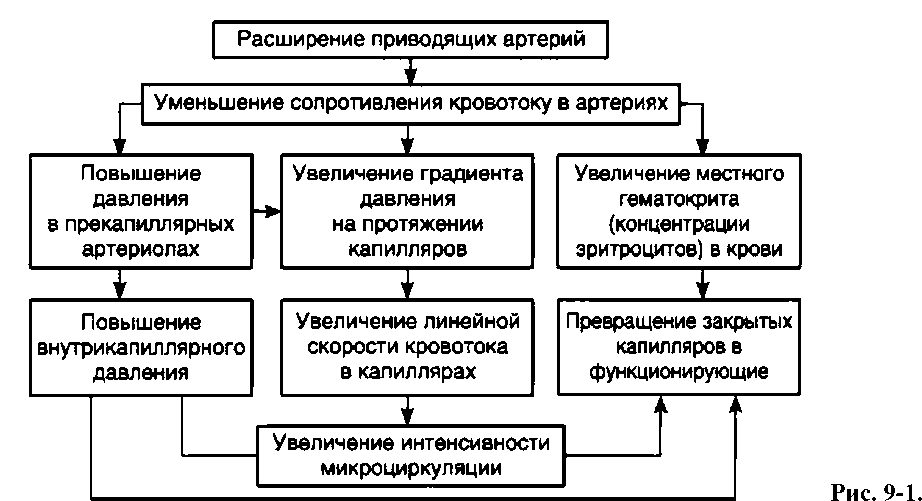 Расширение приводящих артерий
Уменьшение сопротивления кровотоку в артериях
Повышение
давления
в прекапиллярных
артериолах
Увеличение градиента
давления
на протяжении
капилляров
Увеличение местного
гематокрита
(концентрации
эритроцитов) в крови
Повышение
внутрикапиллярного
давления
Увеличение линейной
скорости кровотока
в капиллярах
Превращение закрытых
капилляров в
функционирующие
Увеличение интенсивности
микроциркуляции
Рис. 9-1.